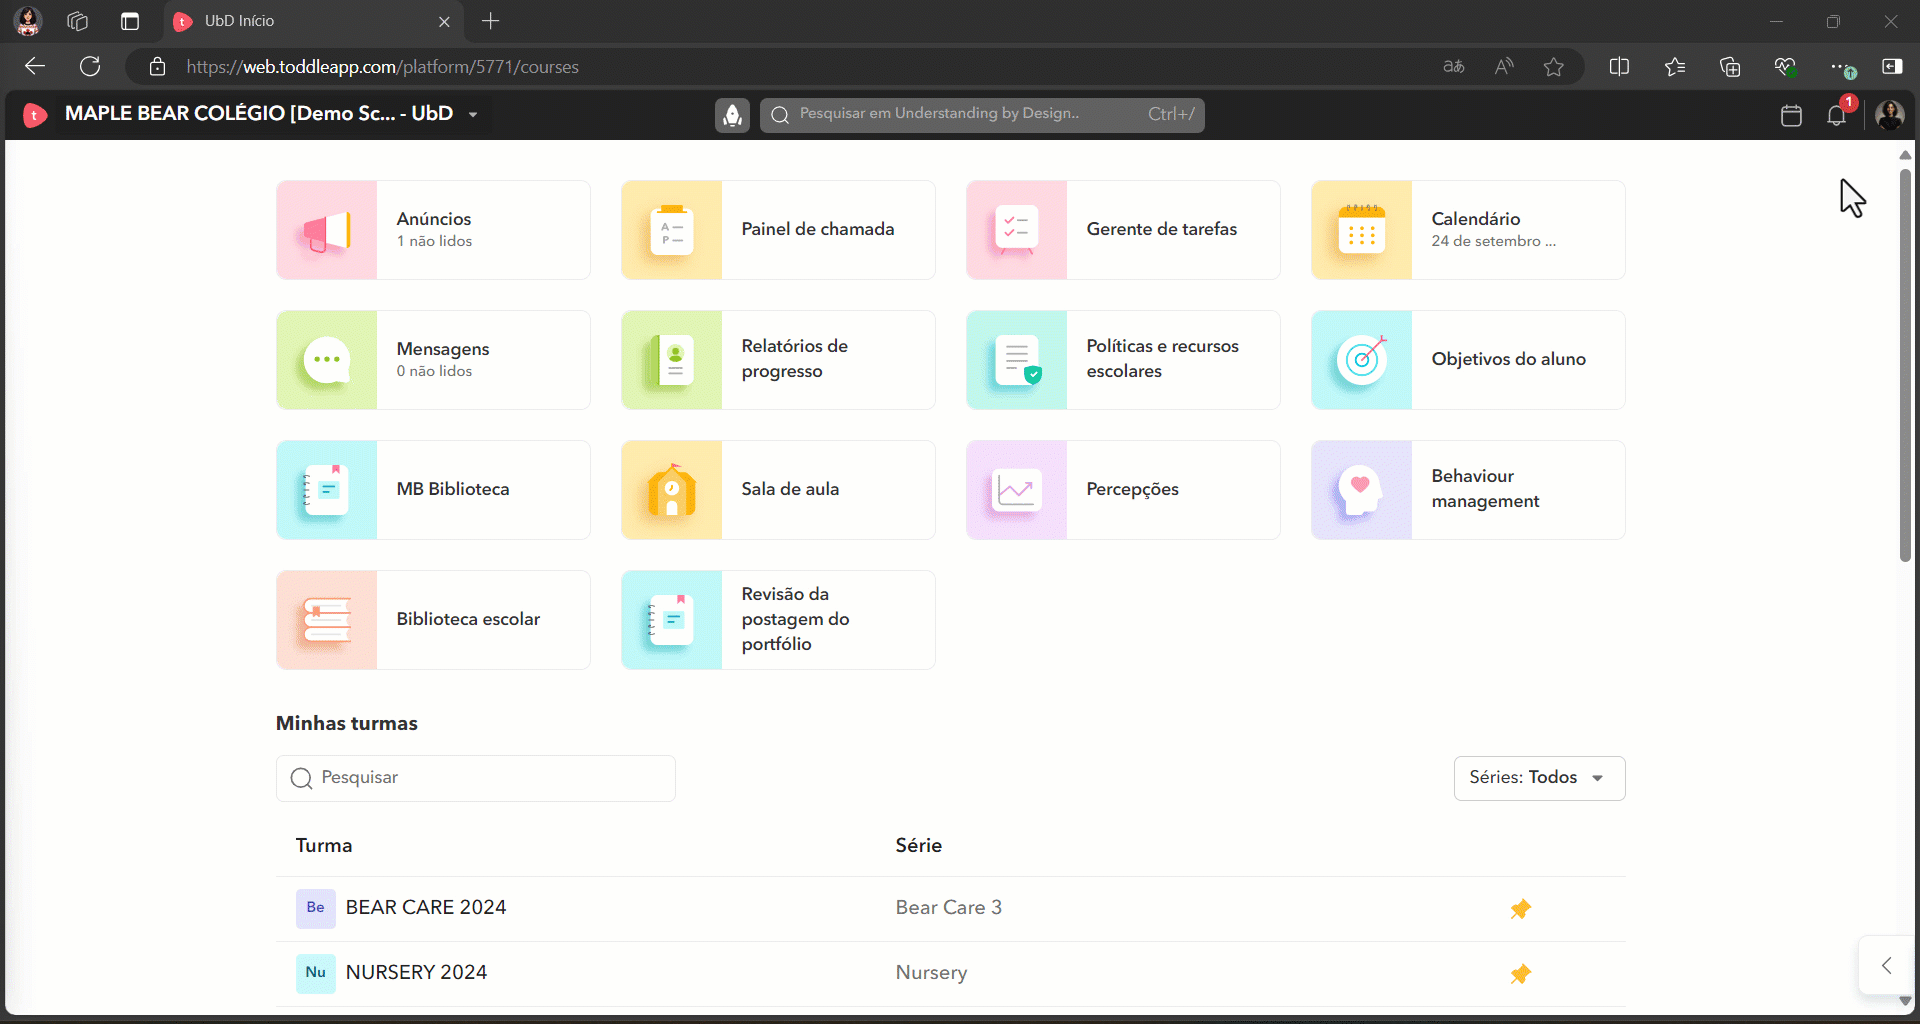 UbD Início
https://web.toddleapp.com/platform/5771/courses
MAPLE BEAR COLÉGIO [Demo Sc... - UbD
Pesquisar em Understanding by Design..
Ctrl+/
1
Anúncios
1 não lidos
Painel de chamada
Gerente de tarefas
Calendário
24 de setembro ...
Mensagens
0 não lidos
Relatórios de
progresso
Políticas e recursos
escolares
Objetivos do aluno
MB Biblioteca
Sala de aula
Percepções
Behaviour
management
Biblioteca escolar
Revisão da
postagem do
portfólio
Minhas turmas
Pesquisar
Séries: Todos
Turma
Série
Be
BEAR CARE 2024
Bear Care 3
Nu
NURSERY 2024
Nursery